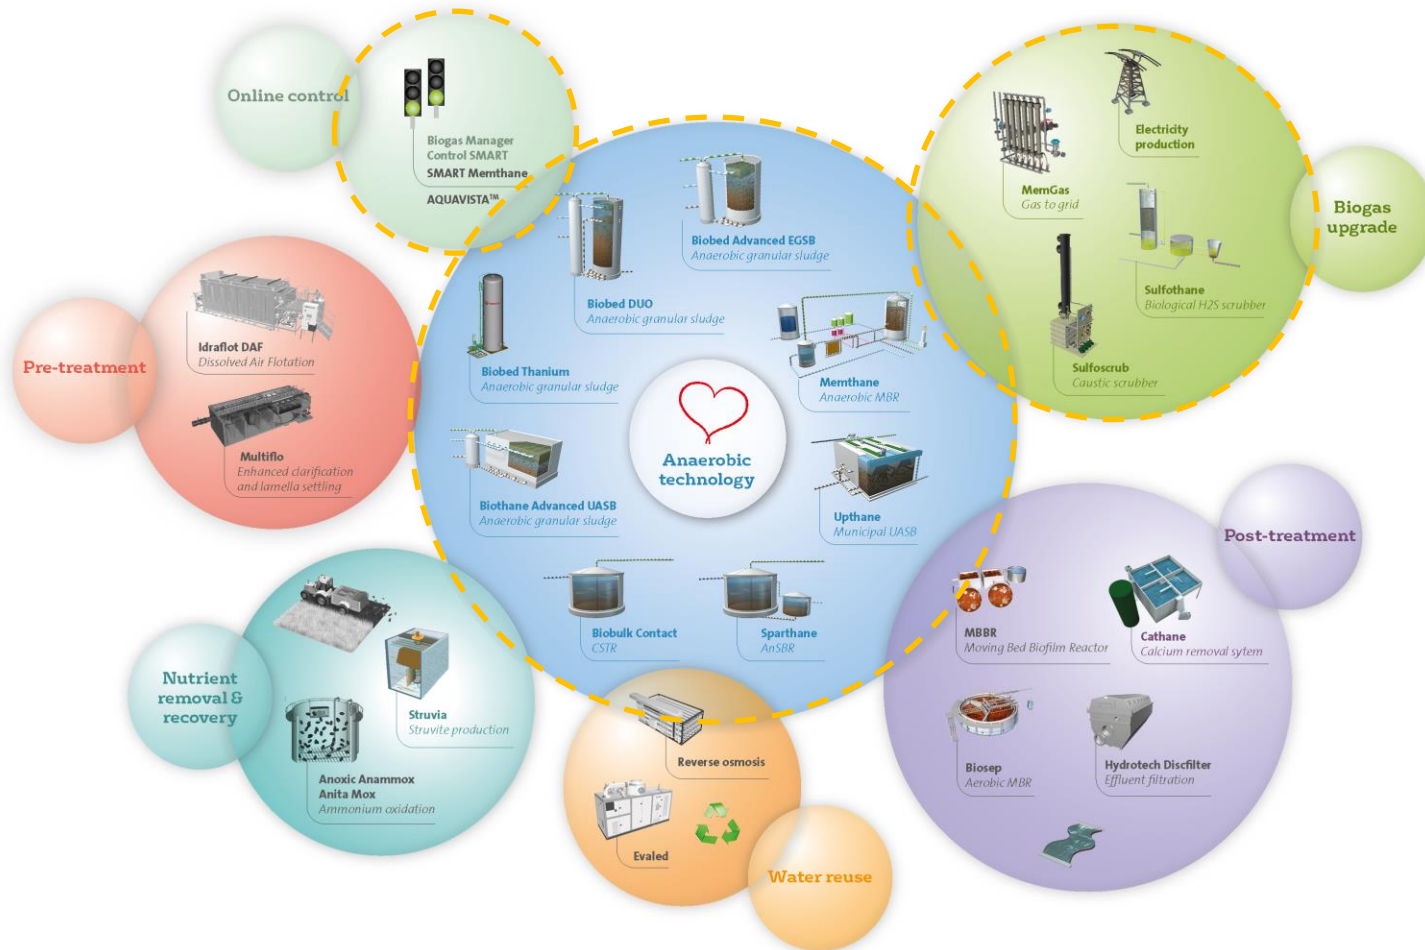 Online control
Biogas Manager
Control SMART
SMART Memthane
AQUAVISTA™
Electricity
production
MemGas
Gas to grid
Sulfothane
Biological H2S scrubber
Sulfoscrub
Caustic scrubber
Biogas
upgrade
Pre-treatment
Idraflot DAF
Dissolved Air Flotation
Multiflo
Enhanced clarification
and lamella settling
Biobed Advanced EGSB
Anaerobic granular sludge
Biobed DUO
Anaerobic granular sludge
Biobed Thanium
Anaerobic granular sludge
Memthane
Anaerobic MBR
Anaerobic
technology
Biothane Advanced UASB
Anaerobic granular sludge
Upthane
Municipal UASB
Biobulk Contact
CSTR
Sparthane
AnSBR
Post-treatment
MBBR
Moving Bed Biofilm Reactor
Cathane
Calcium removal sytem
Biosep
Aerobic MBR
Hydrotech Discfilter
Effluent filtration
Nutrient
removal &
recovery
Struvia
Struvite production
Anoxic Anammox
Anita Mox
Ammonium oxidation
Reverse osmosis
Evaled
Water reuse